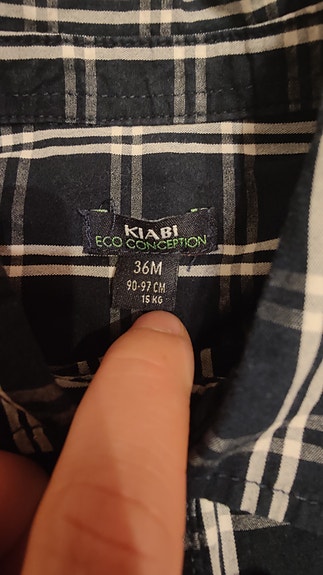 KIABI
ECO CONCEPTION
36M
90-97 CM
15 KG